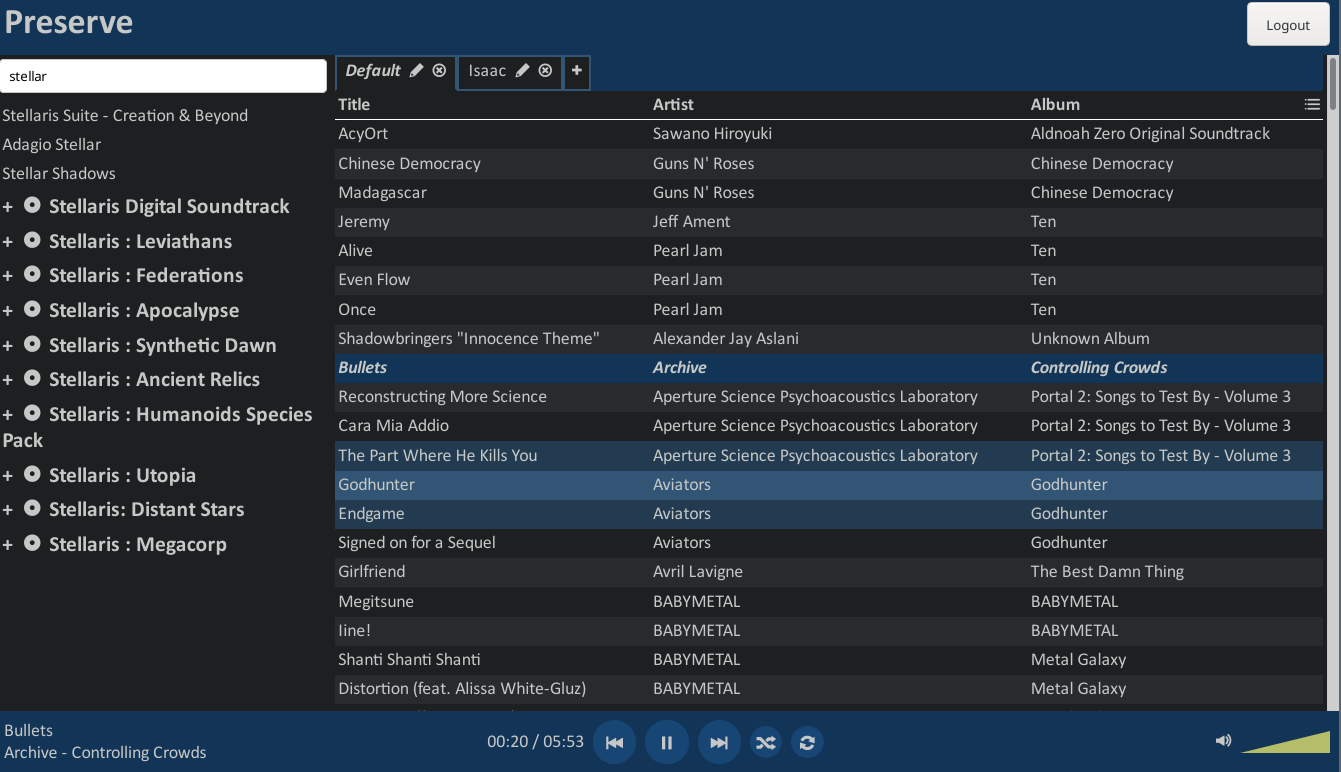 Preserve
Logout
stellar
Stellaris Suite - Creation & Beyond
Adagio Stellar
Stellar Shadows
+ Stellaris Digital Soundtrack
+ Stellaris : Leviathans
+ Stellaris : Federations
+ Stellaris : Apocalypse
+ Stellaris : Synthetic Dawn
+ Stellaris : Ancient Relics
+ Stellaris : Humanoids Species
Pack
+ Stellaris : Utopia
+ Stellaris: Distant Stars
+ Stellaris : Megacorp
Default Isaac +
Title Artist Album
AcyOrt Sawano Hiroyuki Aldnoah Zero Original Soundtrack
Chinese Democracy Guns N' Roses Chinese Democracy
Madagascar Guns N' Roses Chinese Democracy
Jeremy Jeff Ament Ten
Alive Pearl Jam Ten
Even Flow Pearl Jam Ten
Once Pearl Jam Ten
Shadowbringers "Innocence Theme" Alexander Jay Aslani Unknown Album
Bullets Archive Controlling Crowds
Reconstructing More Science Aperture Science Psychoacoustics Laboratory Portal 2: Songs to Test By - Volume 3
Cara Mia Addio Aperture Science Psychoacoustics Laboratory Portal 2: Songs to Test By - Volume 3
The Part Where He Kills You Aperture Science Psychoacoustics Laboratory Portal 2: Songs to Test By - Volume 3
Godhunter Aviators Godhunter
Endgame Aviators Godhunter
Signed on for a Sequel Aviators Godhunter
Girlfriend Avril Lavigne The Best Damn Thing
Megitsune BABYMETAL BABYMETAL
Iine! BABYMETAL BABYMETAL
Shanti Shanti Shanti BABYMETAL Metal Galaxy
Distortion (feat. Alissa White-Gluz) BABYMETAL Metal Galaxy
Bullets
Archive - Controlling Crowds
00:20 / 05:53